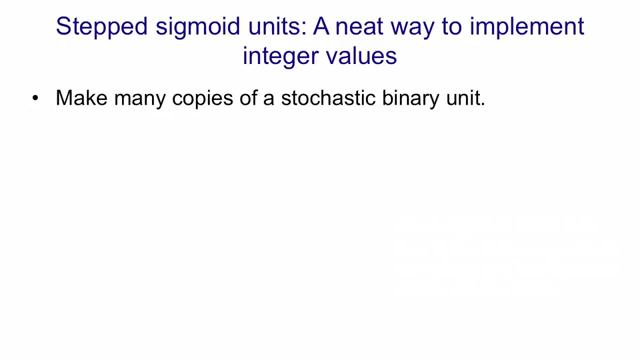 Stepped sigmoid units: A neat way to implement
integer values
• Make many copies of a stochastic binary unit.